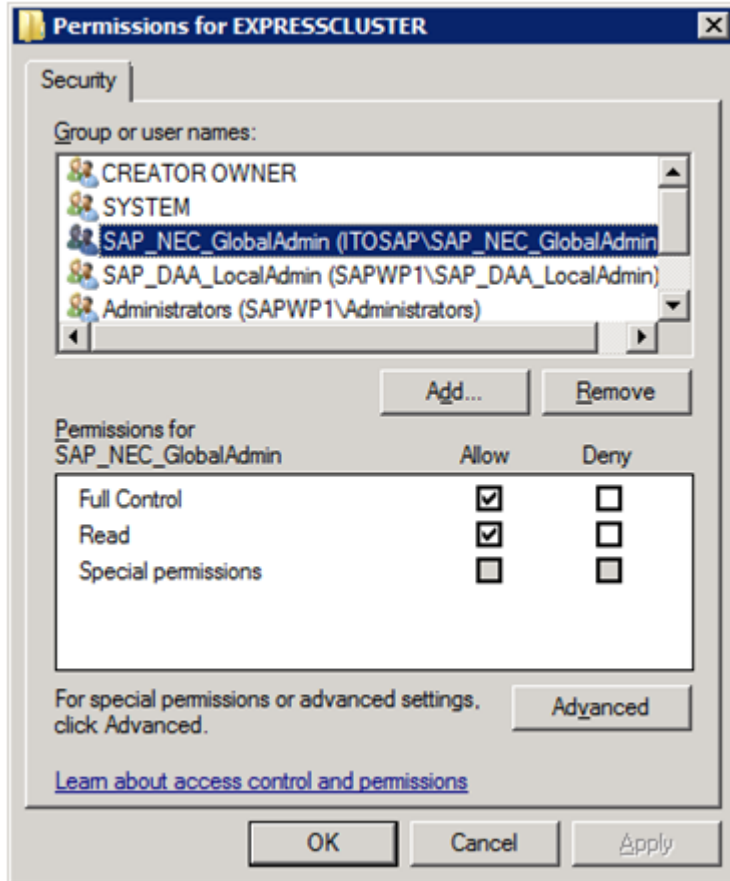 Permissions for EXPRESSCLUSTER
Security
Group or user names:
CREATOR OWNER
SYSTEM
SAP_NEC_GlobalAdmin (ITOSAP\SAP_NEC_GlobalAdmin
SAP_DAA_LocalAdmin (SAPWP1\SAP_DAA_LocalAdmin)
Administrators (SAPWP1\Administrators)
Add... Remove
Permissions for
SAP_NEC_GlobalAdmin Allow Deny
Full Control
Read
Special permissions
For special permissions or advanced settings,
click Advanced.
Advanced
Learn about access control and permissions
OK Cancel Apply